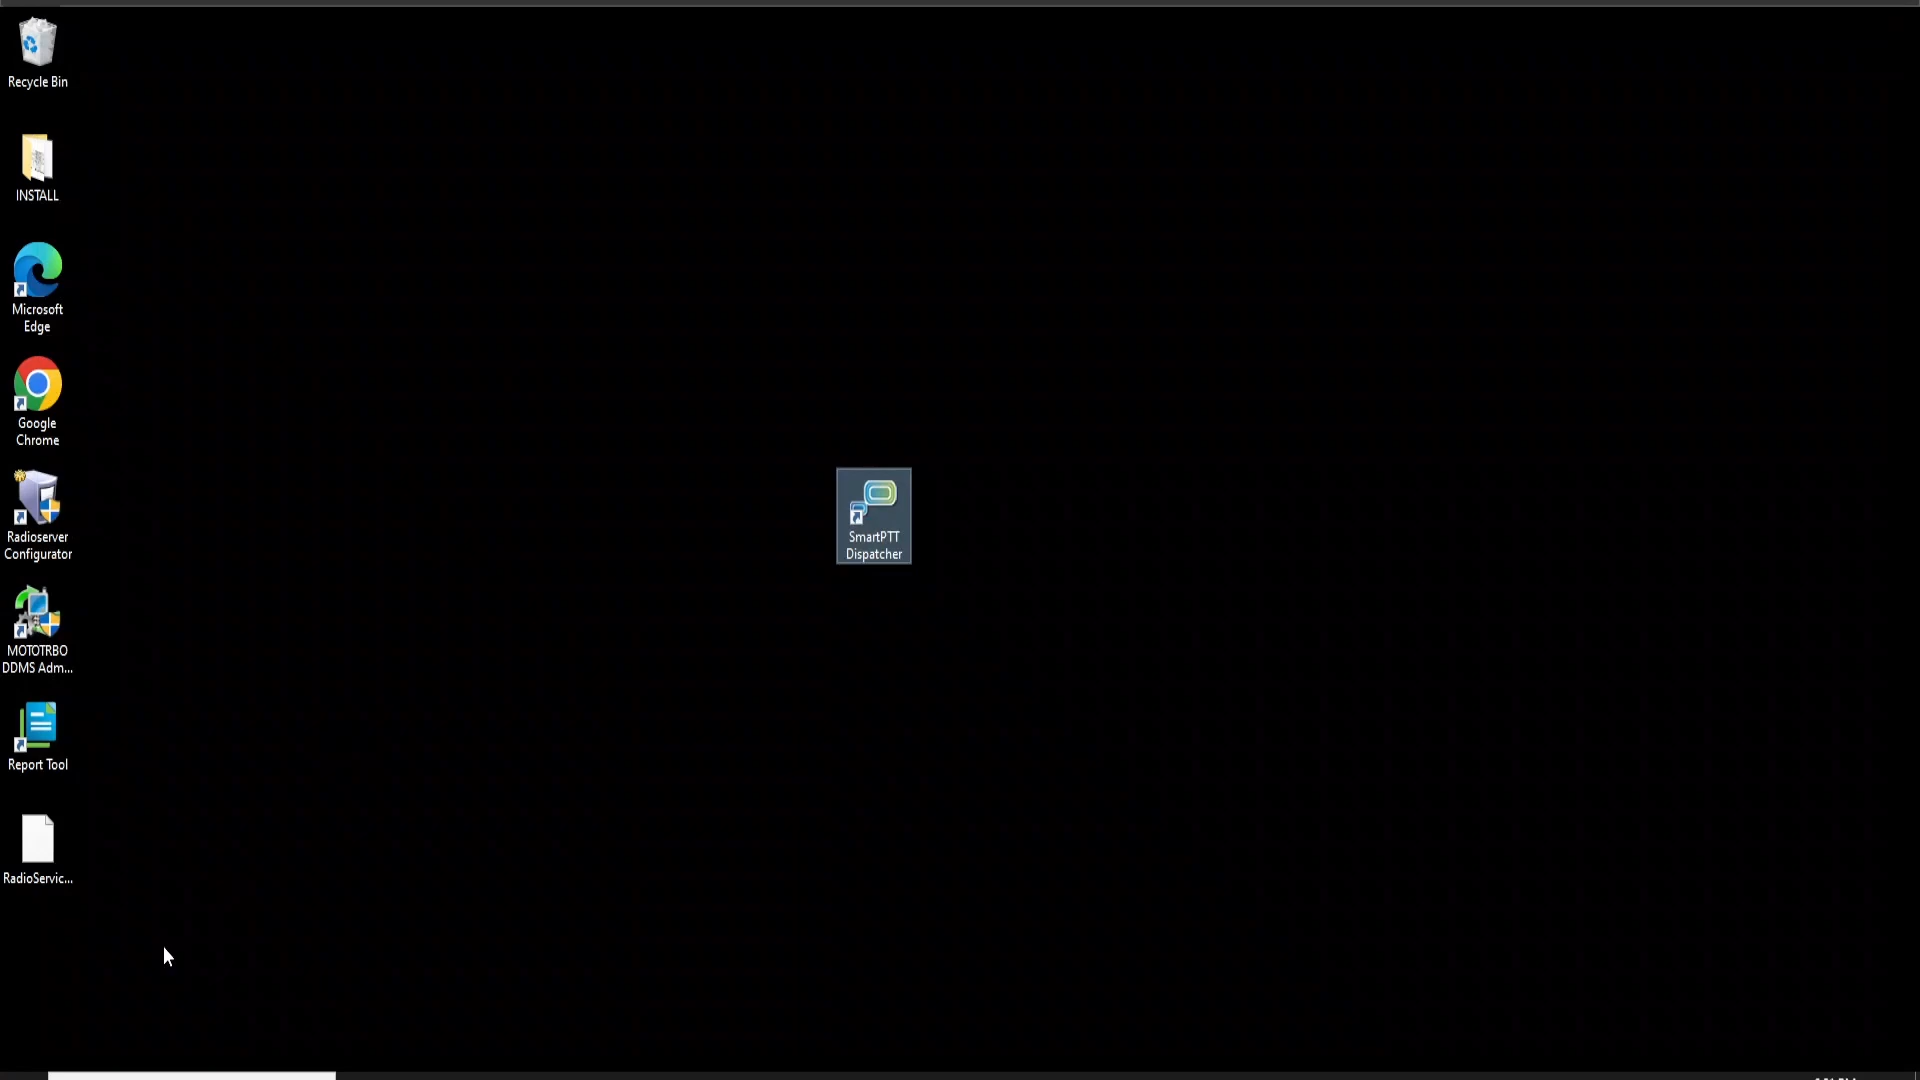 Recycle Bin
INSTALL
Microsoft
Edge
Google
Chrome
Radioserver
Configurator
MOTOTRBO
DDMS Adm...
Report Tool
RadioServic...
SmartPTT
Dispatcher